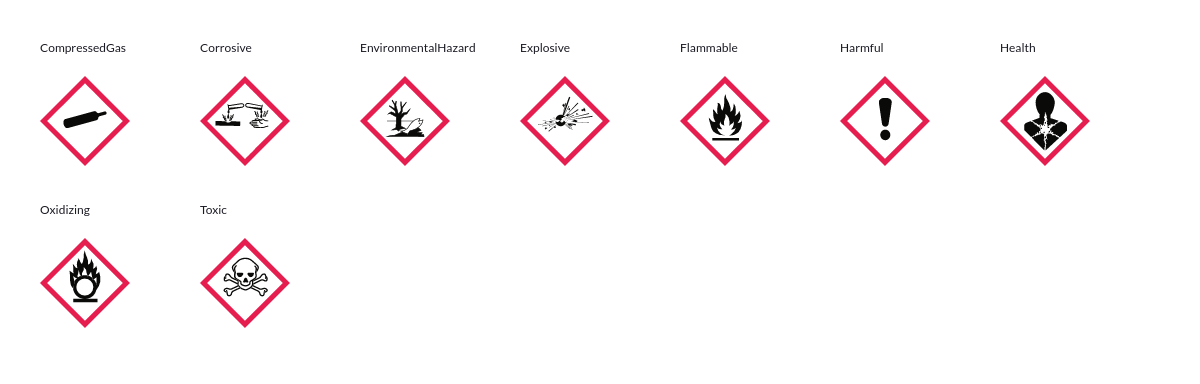 CompressedGas
Corrosive
EnvironmentalHazard
Explosive
Flammable
Harmful
Health
Oxidizing
Toxic